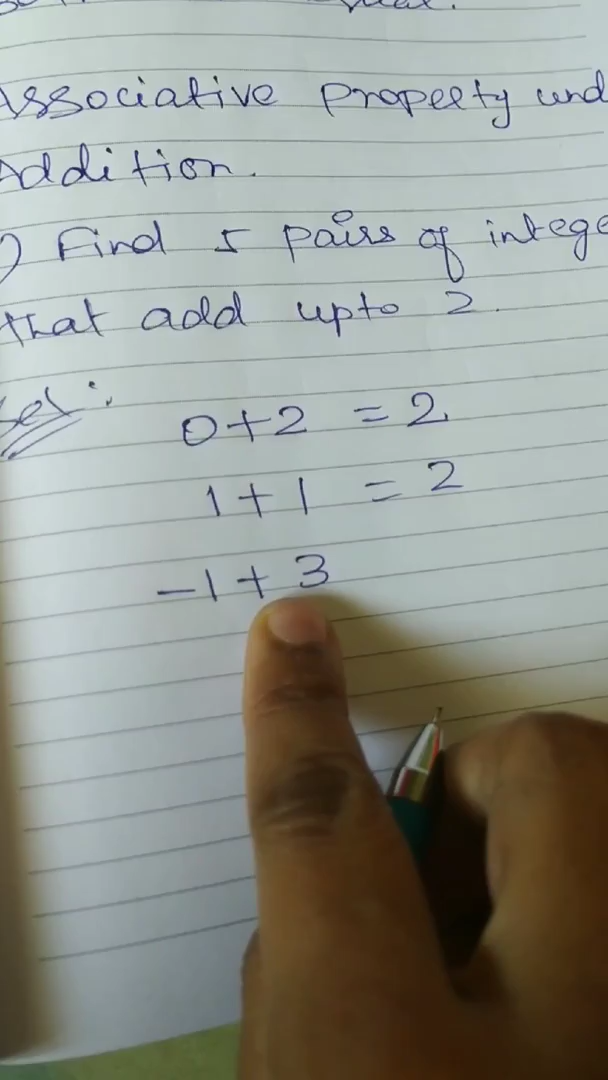 Associative Property und
Addition.
) Find 5 pairs of intege
that add upto 2.
Sol:
0+2 = 2
1+1 = 2
-1+3